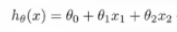 hθ(x) = θ0 + θ1x1 + θ2x2